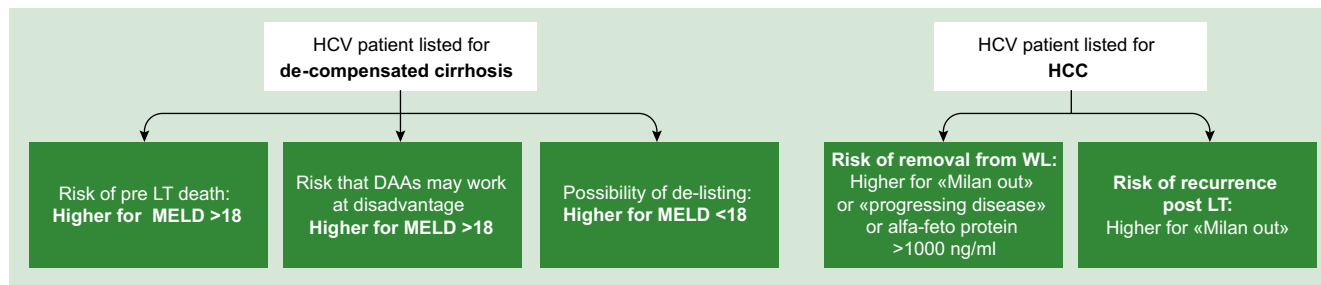 HCV patient listed for
de-compensated cirrhosis
HCV patient listed for
HCC
Risk of pre LT death:
Higher for MELD >18
Risk that DAAs may work
at disadvantage
Higher for MELD >18
Possibility of de-listing:
Higher for MELD <18
Risk of removal from WL:
Higher for «Milan out»
or «progressing disease»
or alfa-feto protein
>1000 ng/ml
Risk of recurrence
post LT:
Higher for «Milan out»